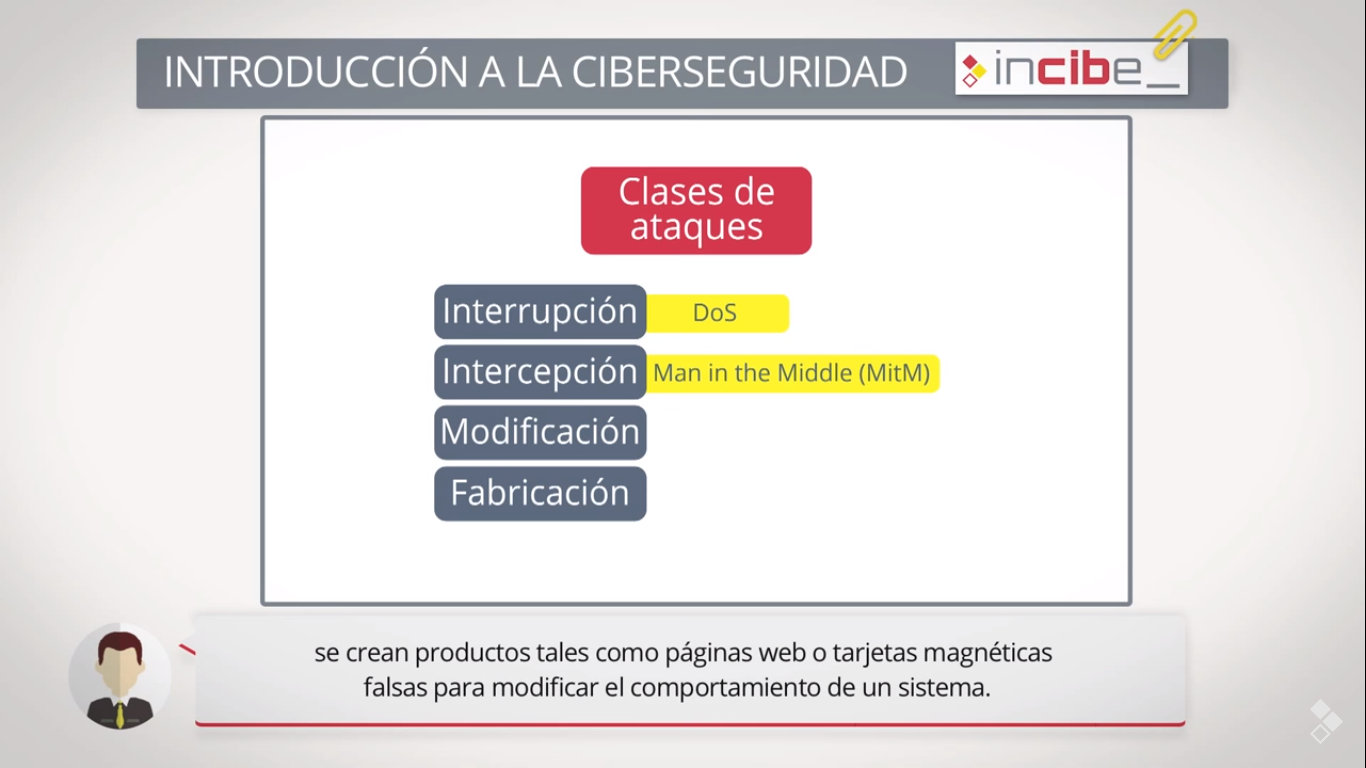 INTRODUCCIÓN A LA CIBERSEGURIDAD
incibe_
Clases de
ataques
Interrupción
DoS
Intercepción
Man in the Middle (MitM)
Modificación
Fabricación
se crean productos tales como páginas web o tarjetas magnéticas
falsas para modificar el comportamiento de un sistema.